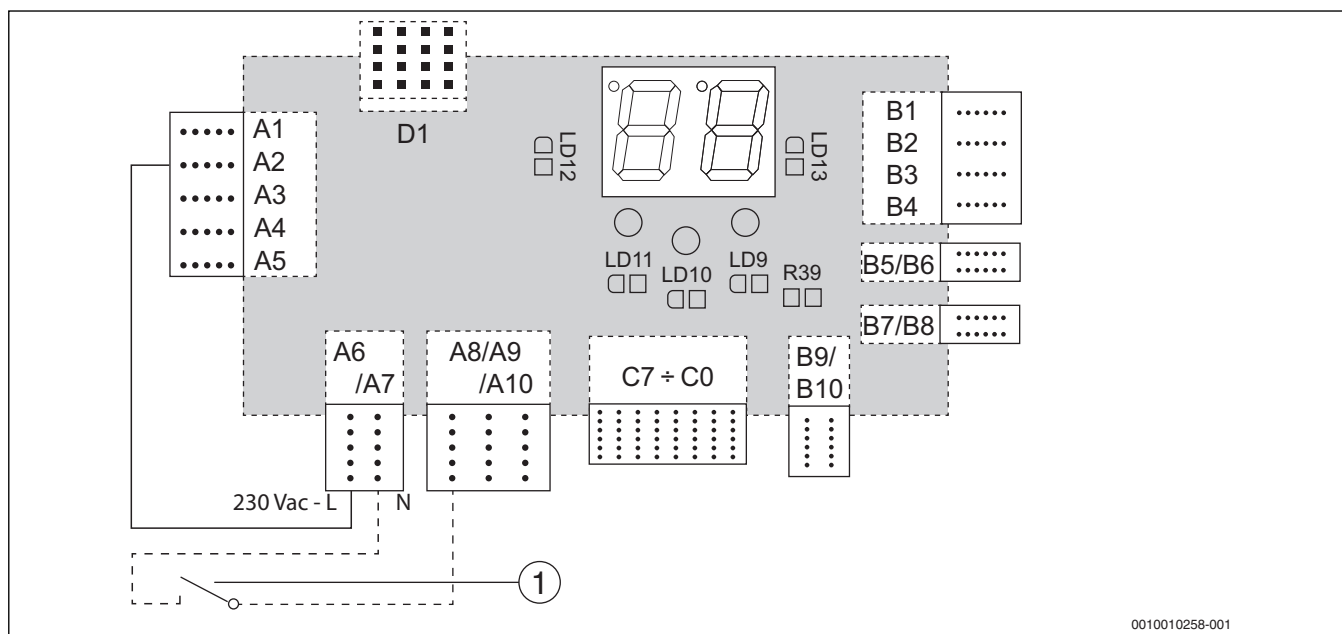 D1
A1
A2
A3
A4
A5
LD12
LD13
B1
B2
B3
B4
LD11
LD10
LD9
R39
B5/B6
B7/B8
A6
/A7
A8/A9
/A10
C7 ÷ C0
B9/
B10
230 Vac - L
N
1
0010010258-001